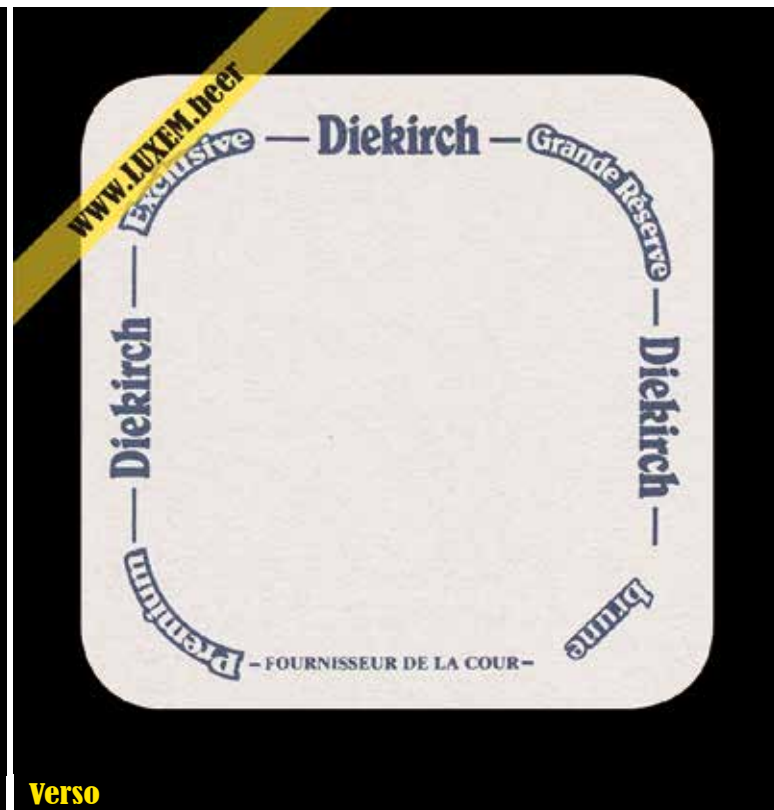 www.LUXEM.beer
Exclusive
Diekirch
Grande Réserve
Diekirch
brune
FOURNISSEUR DE LA COUR
Premium
Diekirch
Verso